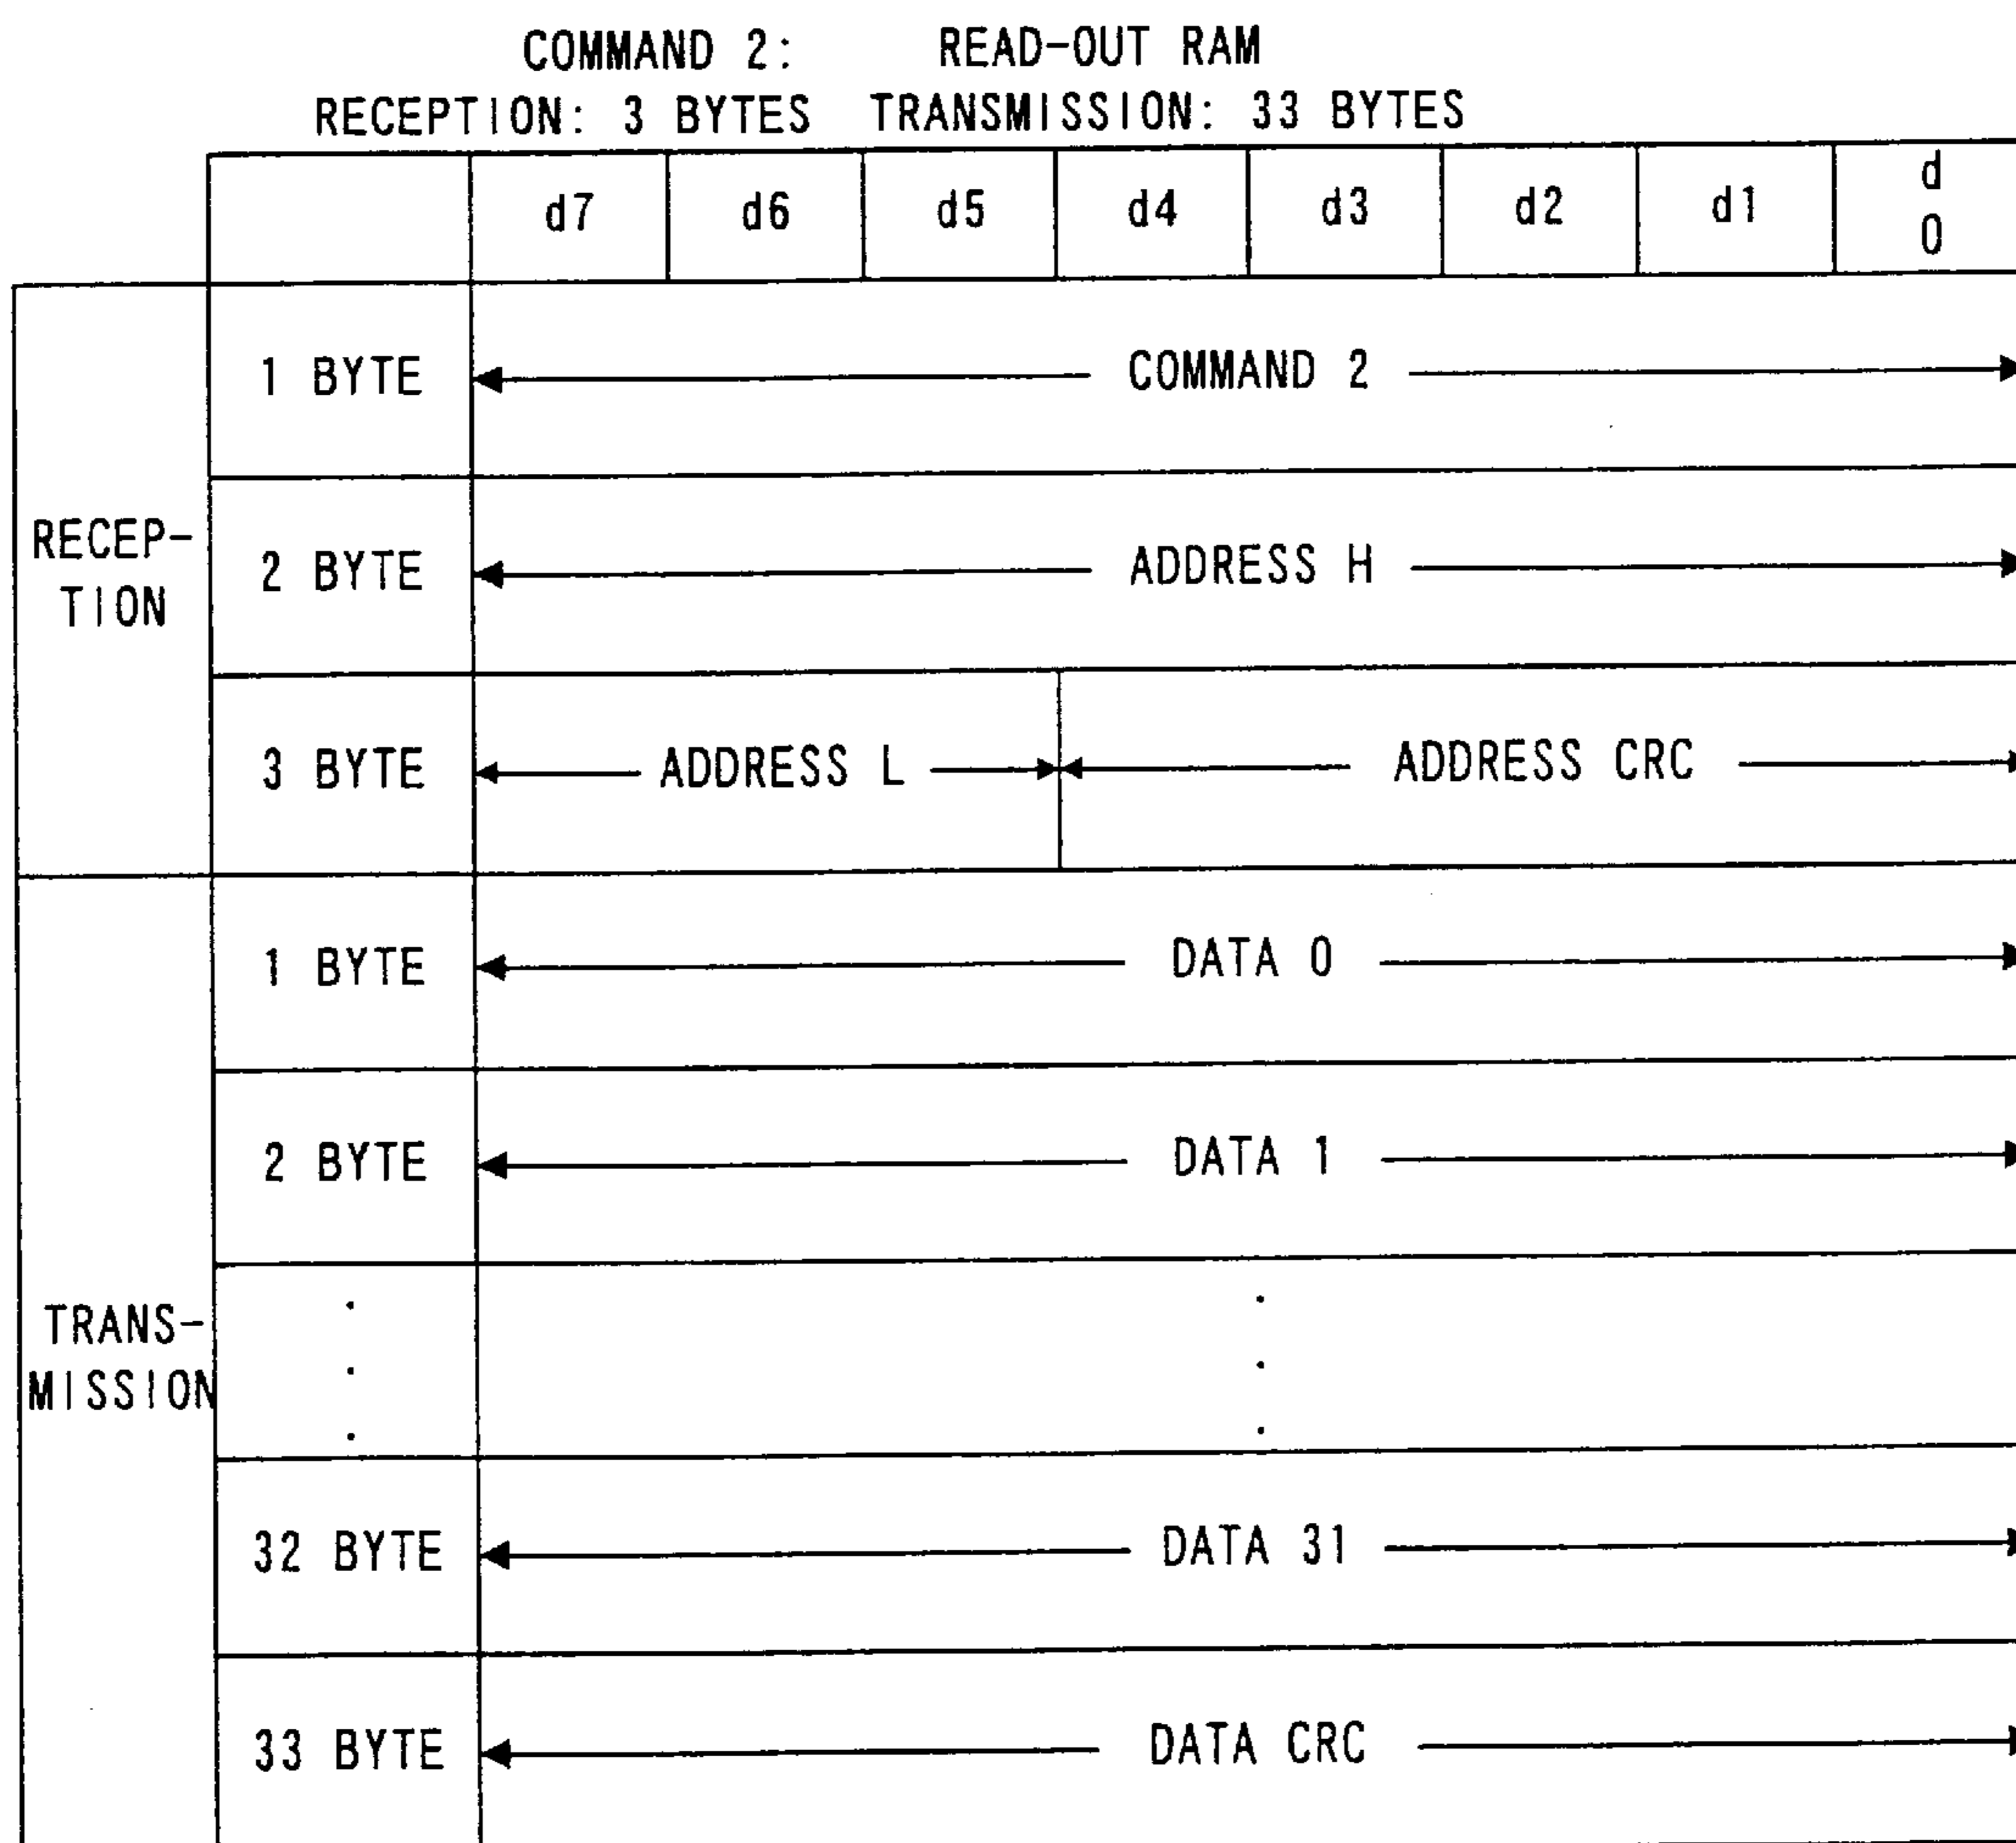 COMMAND 2: READ-OUT RAM
RECEPTION: 3 BYTES TRANSMISSION: 33 BYTES
d7 d6 d5 d4 d3 d2 d1 d
0
1 BYTE COMMAND 2
RECEP-
TION
2 BYTE ADDRESS H
3 BYTE ADDRESS L ADDRESS CRC
1 BYTE DATA 0
2 BYTE DATA 1
TRANS-
MISSION
32 BYTE DATA 31
33 BYTE DATA CRC